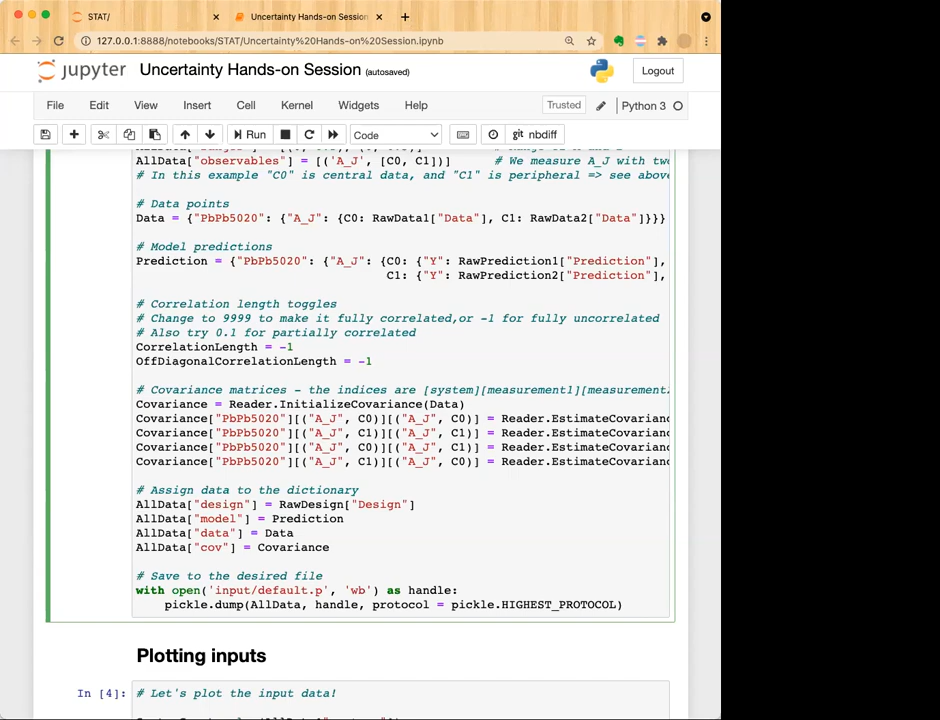 STAT/
Uncertainty Hands-on Session
127.0.0.1:8888/notebooks/STAT/Uncertainty%20Hands-on%20Session.ipynb
jupyter Uncertainty Hands-on Session (autosaved)
Logout
File Edit View Insert Cell Kernel Widgets Help
Trusted Python 3
Run Code git nbdiff
AllData["observables"] = [('A_J', [C0, C1])] # We measure A_J with two
# In this example "C0" is central data, and "C1" is peripheral => see above
# Data points
Data = {"PbPb5020": {"A_J": {C0: RawData1["Data"], C1: RawData2["Data"]}}}
# Model predictions
Prediction = {"PbPb5020": {"A_J": {C0: {"Y": RawPrediction1["Prediction"],
C1: {"Y": RawPrediction2["Prediction"],
# Correlation length toggles
# Change to 9999 to make it fully correlated,or -1 for fully uncorrelated
# Also try 0.1 for partially correlated
CorrelationLength = -1
OffDiagonalCorrelationLength = -1
# Covariance matrices - the indices are [system][measurement1][measurement2
Covariance = Reader.InitializeCovariance(Data)
Covariance["PbPb5020"][("A_J", C0)][("A_J", C0)] = Reader.EstimateCovarianc
Covariance["PbPb5020"][("A_J", C1)][("A_J", C1)] = Reader.EstimateCovarianc
Covariance["PbPb5020"][("A_J", C0)][("A_J", C1)] = Reader.EstimateCovarianc
Covariance["PbPb5020"][("A_J", C1)][("A_J", C0)] = Reader.EstimateCovarianc
# Assign data to the dictionary
AllData["design"] = RawDesign["Design"]
AllData["model"] = Prediction
AllData["data"] = Data
AllData["cov"] = Covariance
# Save to the desired file
with open('input/default.p', 'wb') as handle:
pickle.dump(AllData, handle, protocol = pickle.HIGHEST_PROTOCOL)
Plotting inputs
In [4]: # Let's plot the input data!